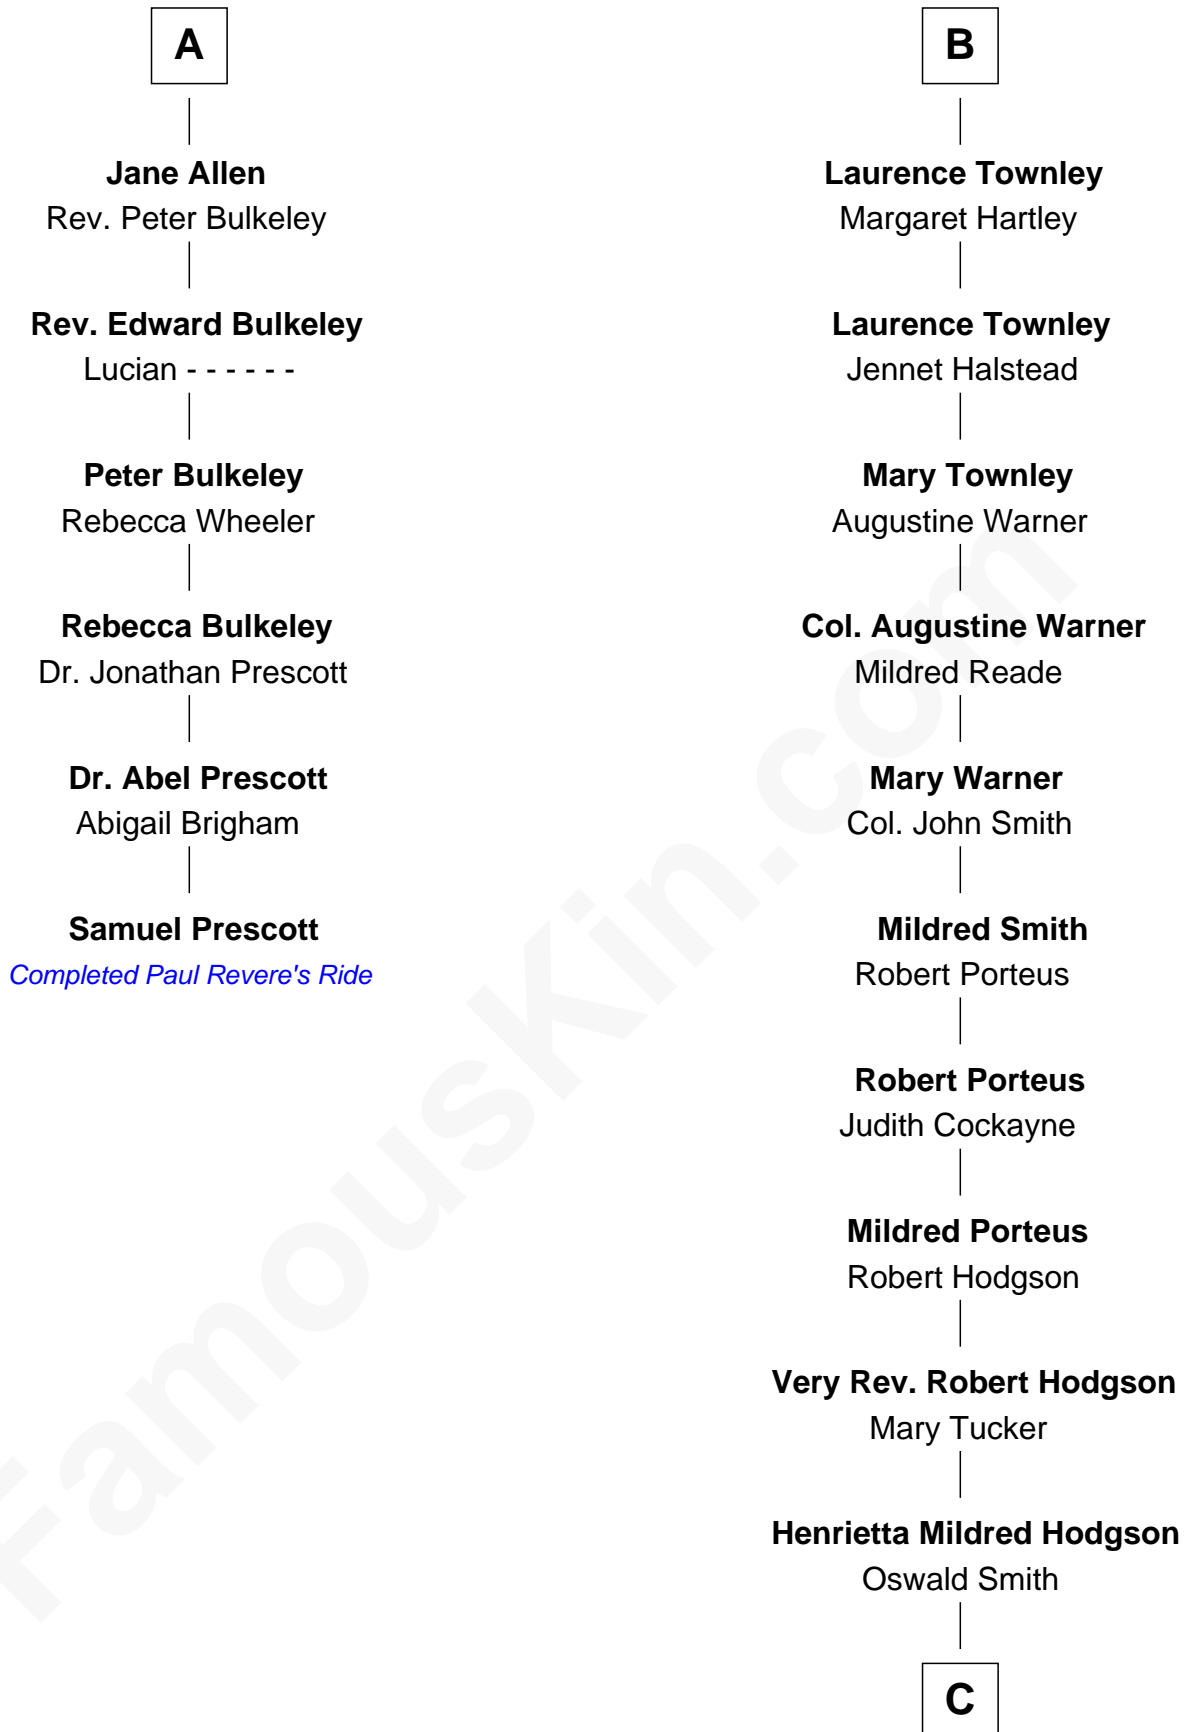 A
Jane Allen
Rev. Peter Bulkeley
Rev. Edward Bulkeley
Lucian - - - - - -
Peter Bulkeley
Rebecca Wheeler
Rebecca Bulkeley
Dr. Jonathan Prescott
Dr. Abel Prescott
Abigail Brigham
Samuel Prescott
Completed Paul Revere's Ride
B
Laurence Townley
Margaret Hartley
Laurence Townley
Jennet Halstead
Mary Townley
Augustine Warner
Col. Augustine Warner
Mildred Reade
Mary Warner
Col. John Smith
Mildred Smith
Robert Porteus
Robert Porteus
Judith Cockayne
Mildred Porteus
Robert Hodgson
Very Rev. Robert Hodgson
Mary Tucker
Henrietta Mildred Hodgson
Oswald Smith
C
FamousKin.com